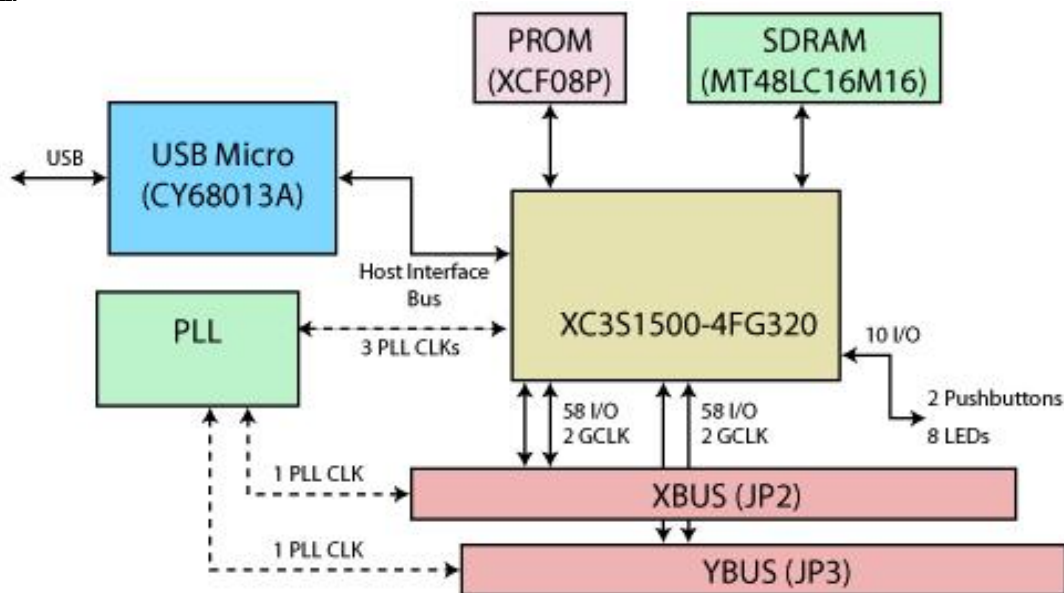 PROM
(XCF08P)
SDRAM
(MT48LC16M16)
USB
USB Micro
(CY68013A)
Host Interface
Bus
PLL
3 PLL CLKs
XC3S1500-4FG320
10 I/O
2 Pushbuttons
8 LEDs
58 I/O
2 GCLK
58 I/O
2 GCLK
1 PLL CLK
XBUS (JP2)
1 PLL CLK
YBUS (JP3)